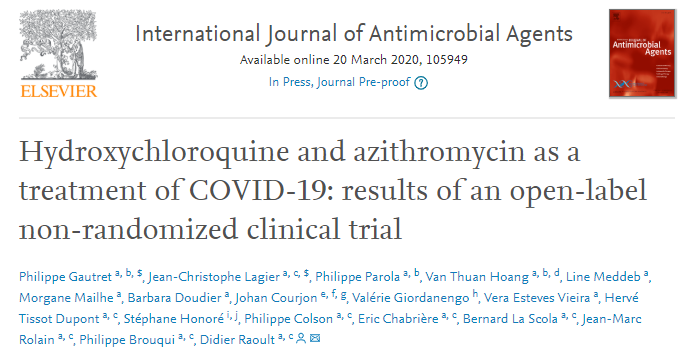 International Journal of Antimicrobial Agents
Available online 20 March 2020, 105949
In Press, Journal Pre-proof ?
ELSEVIER
Antimicrobial
Agents
Hydroxychloroquine and azithromycin as a
treatment of COVID-19: results of an open-label
non-randomized clinical trial
Philippe Gautret a, b, $, Jean-Christophe Lagier a, c, $, Philippe Parola a, b, Van Thuan Hoang a, b, d, Line Meddeb a,
Morgane Mailhe a, Barbara Doudier a, Johan Courjon e, f, g, Valérie Giordanengo h, Vera Esteves Vieira a, Hervé
Tissot Dupont a, c, Stéphane Honoré i, j, Philippe Colson a, c, Eric Chabrière a, c, Bernard La Scola a, c, Jean-Marc
Rolain a, c, Philippe Brouqui a, c, Didier Raoult a, c